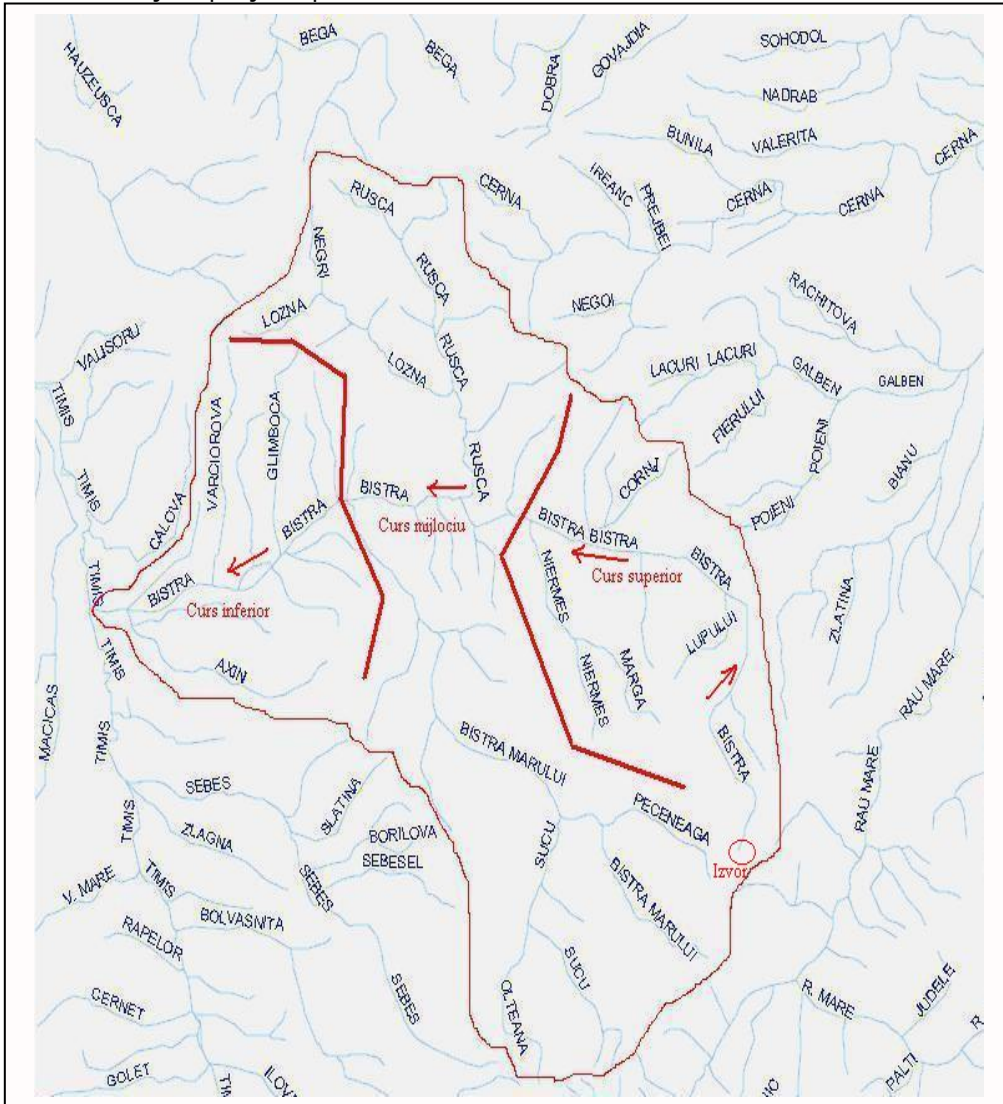 BEGA
BEGA
HAUZEUSCA
DOBRA
GOVAJDIA
SOHODOL
NADRAB
BUNILA
VALERITA
CERNA
RUSCA
CERNA
IREANC
PREJBEI
CERNA
CERNA
NEGRI
RUSCA
NEGOI
RACHITOVA
LOZNA
VALISORU
RUSCA
LOZNA
LACURI LACURI
GALBEN
GALBEN
TIMIS
FIERULUI
POIENI
VARCIOROVA
GLIMBOCA
RUSCA
BIANU
TIMIS
BISTRA
CORNI
Curs mijlociu
CALOVA
BISTRA
BISTRA BISTRA
POIENI
TIMIS
BISTRA
Curs superior
BISTRA
Curs inferior
NIERMES
ZLATINA
LUPULUI
TIMIS
AXIN
NIERMES
MARGA
RAU MARE
MACICAS
TIMIS
BISTRA MARULUI
BISTRA
SEBES
SLATINA
RAU MARE
ZLAGNA
TIMIS
BORILOVA
SUCU
PECENEAGA
SEBESEL
Izvor
V. MARE
TIMIS
SEBES
BISTRA MARULUI
BOLVASNITA
RAPELOR
SUCU
CERNET
SEBES
OLTEANA
R. MARE
JUDELE
R.
GOLET
PALTI